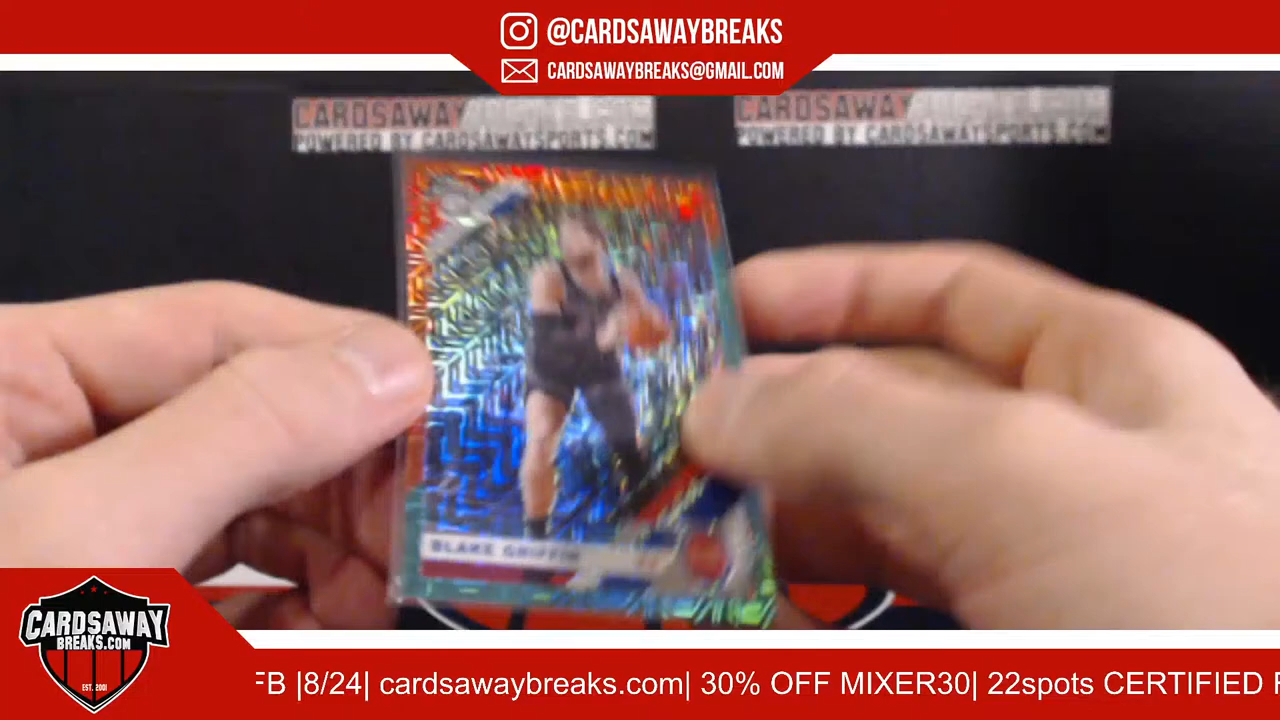 @CARDSAWAYBREAKS
CARDSAWAYBREAKS@GMAIL.COM
CARDSAWAY
POWERED BY CARDSAWAYSPORTS.COM
CARDSAWAY
POWERED BY CARDSAWAYSPORTS.COM
BLAKE GRIFFIN
CARDSAWAY
BREAKS.COM
EST. 2001
FB |8/24| cardsawaybreaks.com| 30% OFF MIXER30| 22spots CERTIFIED